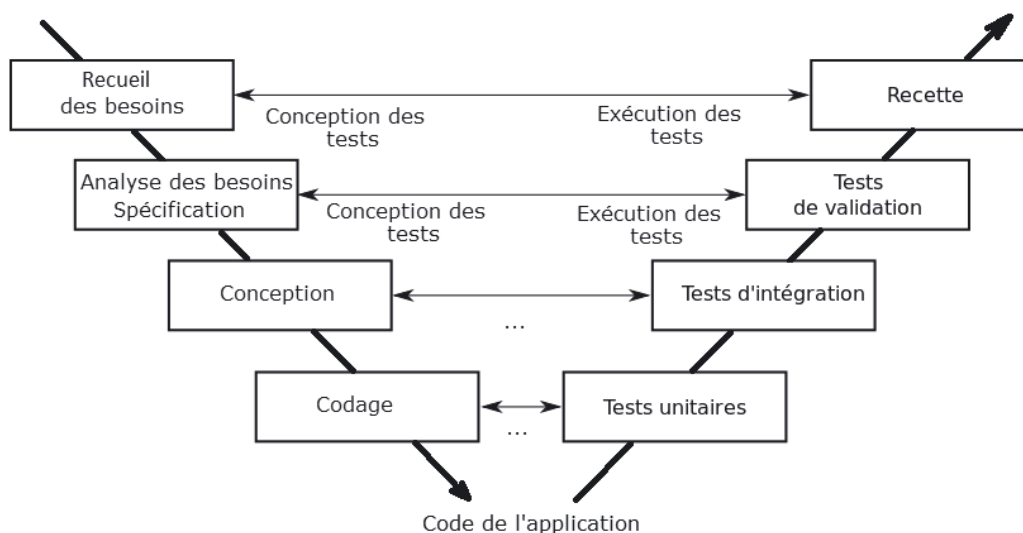 Recueil
des besoins
Recette
Conception des
tests
Exécution des
tests
Analyse des besoins
Spécification
Tests
de validation
Conception des
tests
Exécution des
tests
Conception
Tests d'intégration
...
Codage
Tests unitaires
...
Code de l'application